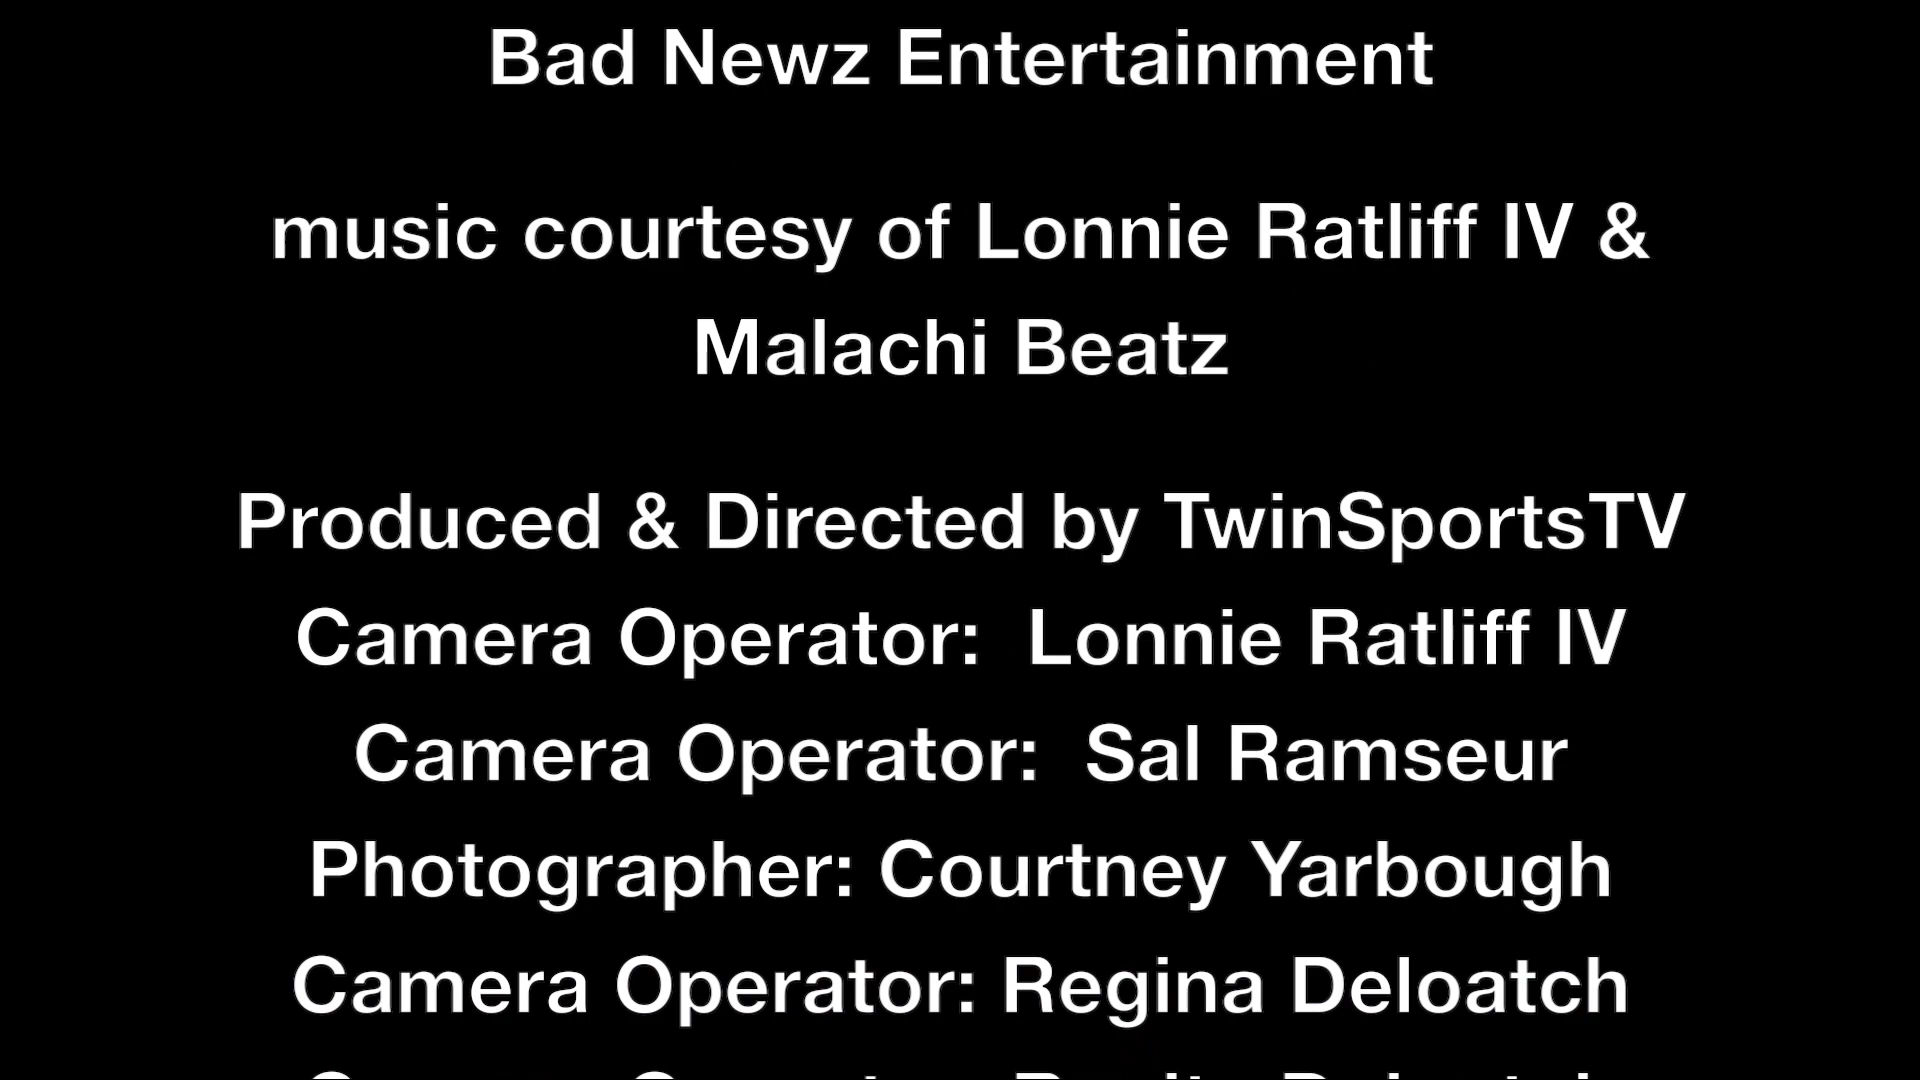 Bad Newz Entertainment
music courtesy of Lonnie Ratliff IV &
Malachi Beatz
Produced & Directed by TwinSportsTV
Camera Operator:  Lonnie Ratliff IV
Camera Operator:  Sal Ramseur
Photographer: Courtney Yarbough
Camera Operator: Regina Deloatch